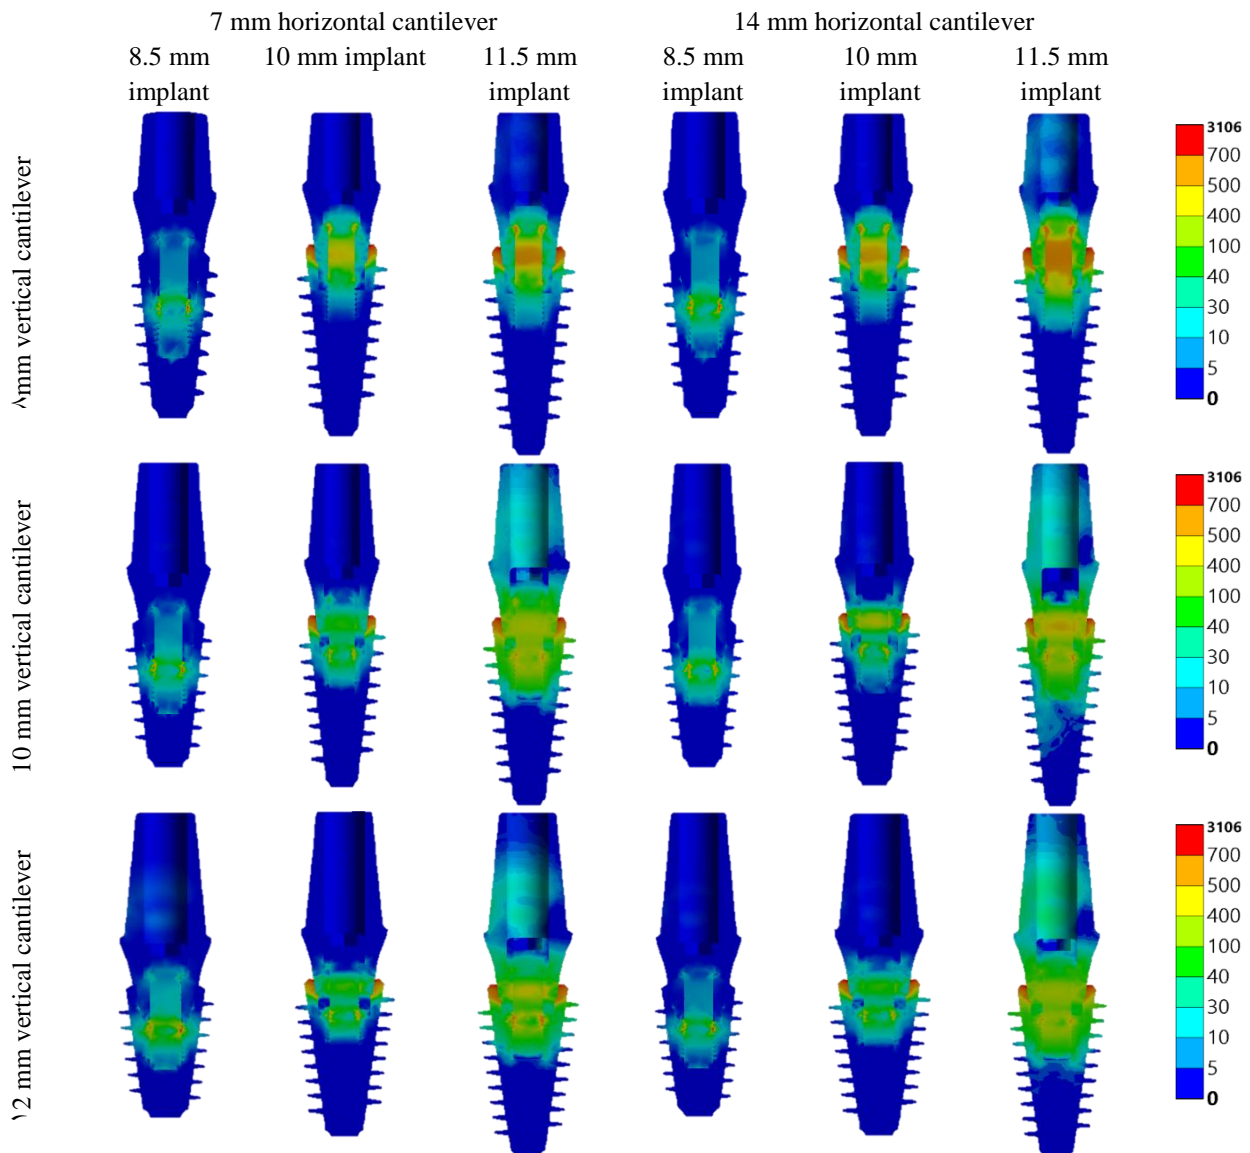 7 mm horizontal cantilever
14 mm horizontal cantilever
8.5 mm
implant
10 mm implant
11.5 mm
implant
8.5 mm
implant
10 mm
implant
11.5 mm
implant
vertical cantilever
3106
700
500
400
100
40
30
10
5
0
10 mm vertical cantilever
3106
700
500
400
100
40
30
10
5
0
mm vertical cantilever
3106
700
500
400
100
40
30
10
5
0